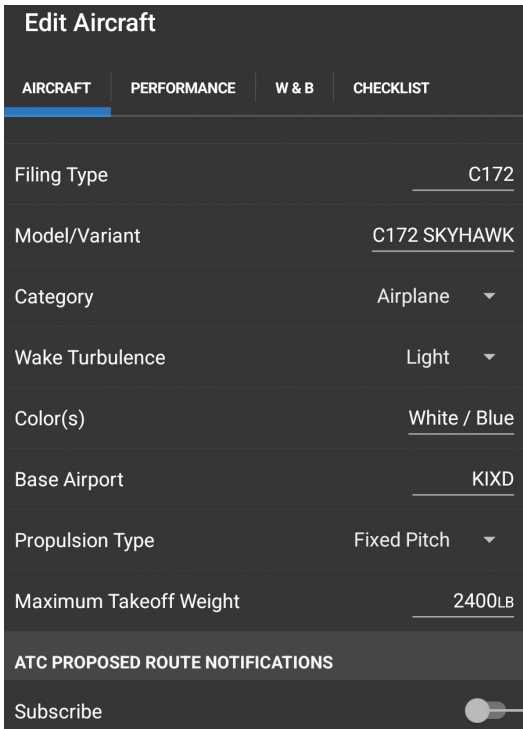 Edit Aircraft
AIRCRAFT PERFORMANCE W & B CHECKLIST
Filing Type C172
Model/Variant C172 SKYHAWK
Category Airplane
Wake Turbulence Light
Color(s) White / Blue
Base Airport KIXD
Propulsion Type Fixed Pitch
Maximum Takeoff Weight 2400LB
ATC PROPOSED ROUTE NOTIFICATIONS
Subscribe